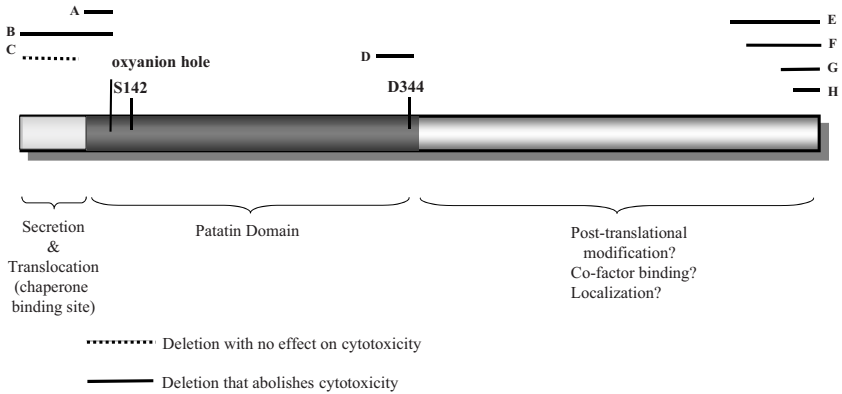 A
B
C
oxyanion hole
S142
D
D344
E
F
G
H
Secretion
&
Translocation
(chaperone
binding site)
Patatin Domain
Post-translational
modification?
Co-factor binding?
Localization?
Deletion with no effect on cytotoxicity
Deletion that abolishes cytotoxicity